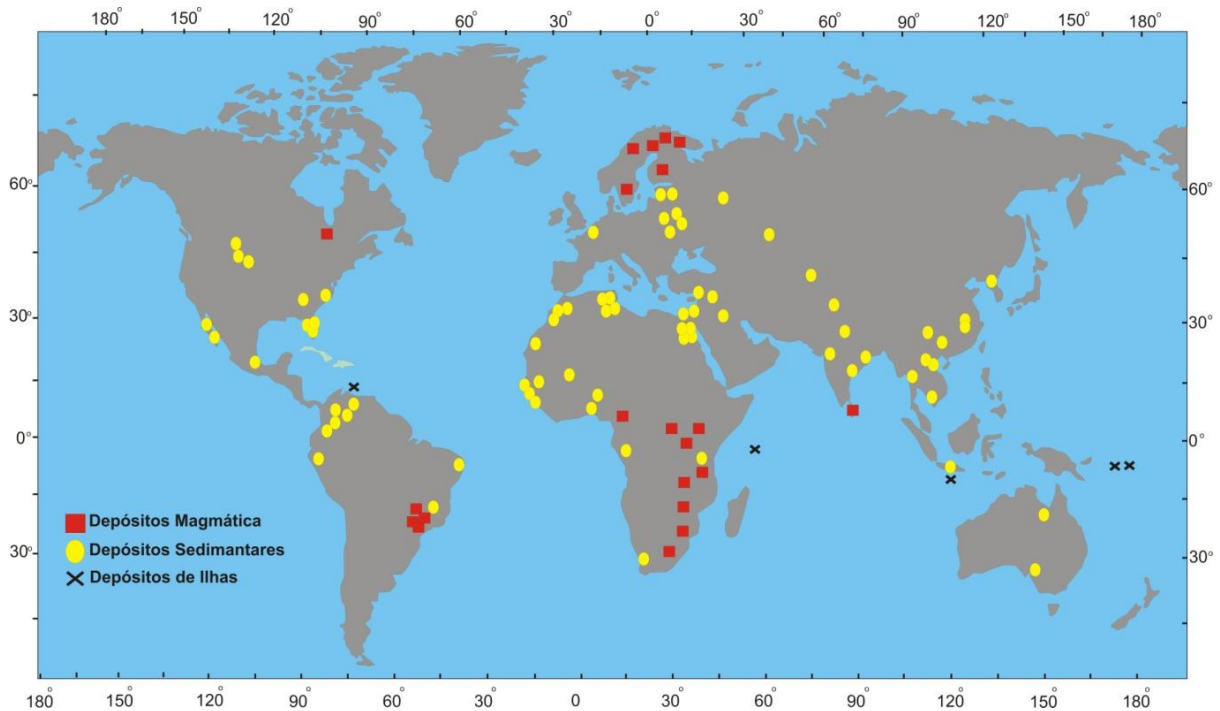 180° 150° 120° 90° 60° 30° 0° 30° 60° 90° 120° 150° 180°
60° 60°
30° 30°
0° 0°
Depósitos Magmática
Depósitos Sedimantares
30° 30°
Depósitos de Ilhas
180° 150° 120° 90° 60° 30° 0 30° 60° 90° 120° 150° 180°